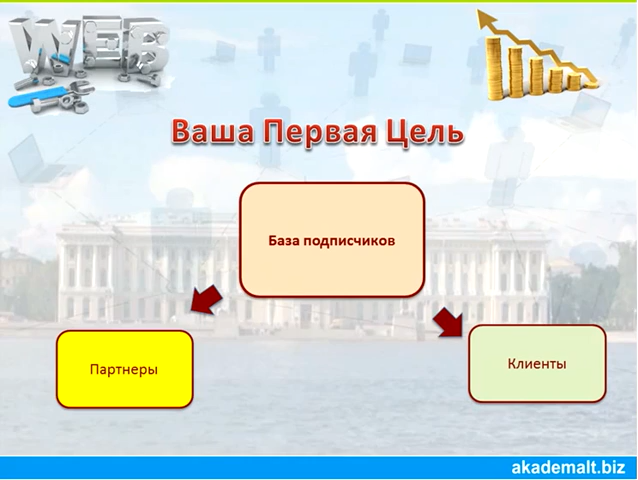 WEB
Ваша Первая Цель
База подписчиков
Партнеры
Клиенты
akademalt.biz